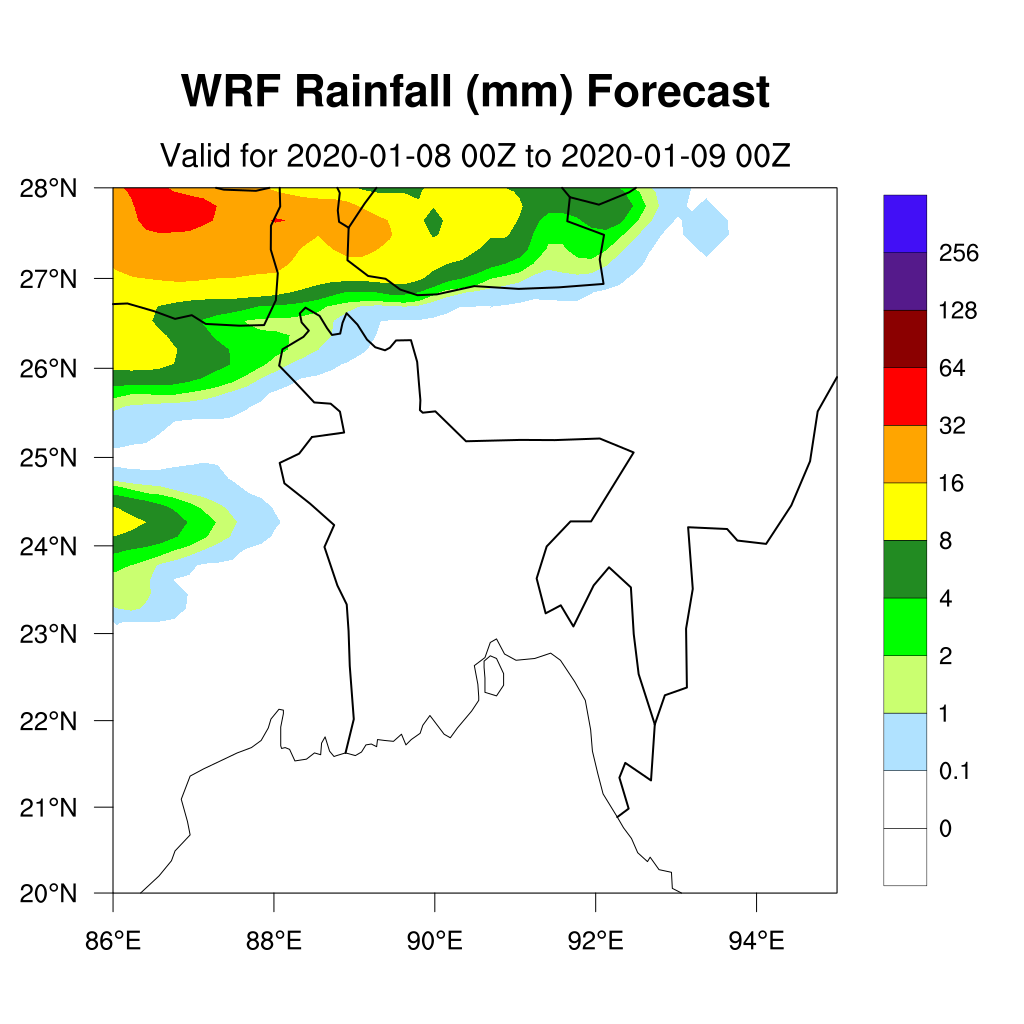 WRF Rainfall (mm) Forecast
Valid for 2020-01-08 00Z to 2020-01-09 00Z
28°N
27°N
26°N
25°N
24°N
23°N
22°N
21°N
20°N
86°E 88°E 90°E 92°E 94°E
256
128
64
32
16
8
4
2
1
0.1
0